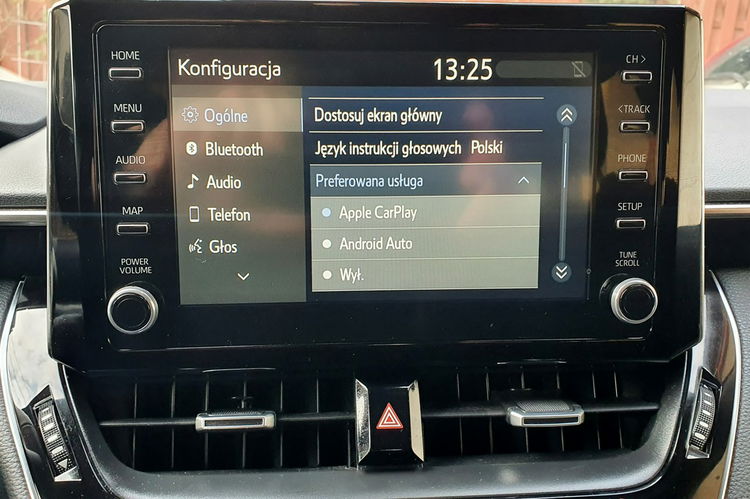 HOME
MENU
AUDIO
MAP
POWER
VOLUME
Konfiguracja 13:25
Ogólne
Bluetooth
Audio
Telefon
Głos
Dostosuj ekran główny
Język instrukcji głosowych Polski
Preferowana usługa
Apple CarPlay
Android Auto
Wył.
CH >
< TRACK
PHONE
SETUP
TUNE
SCROLL